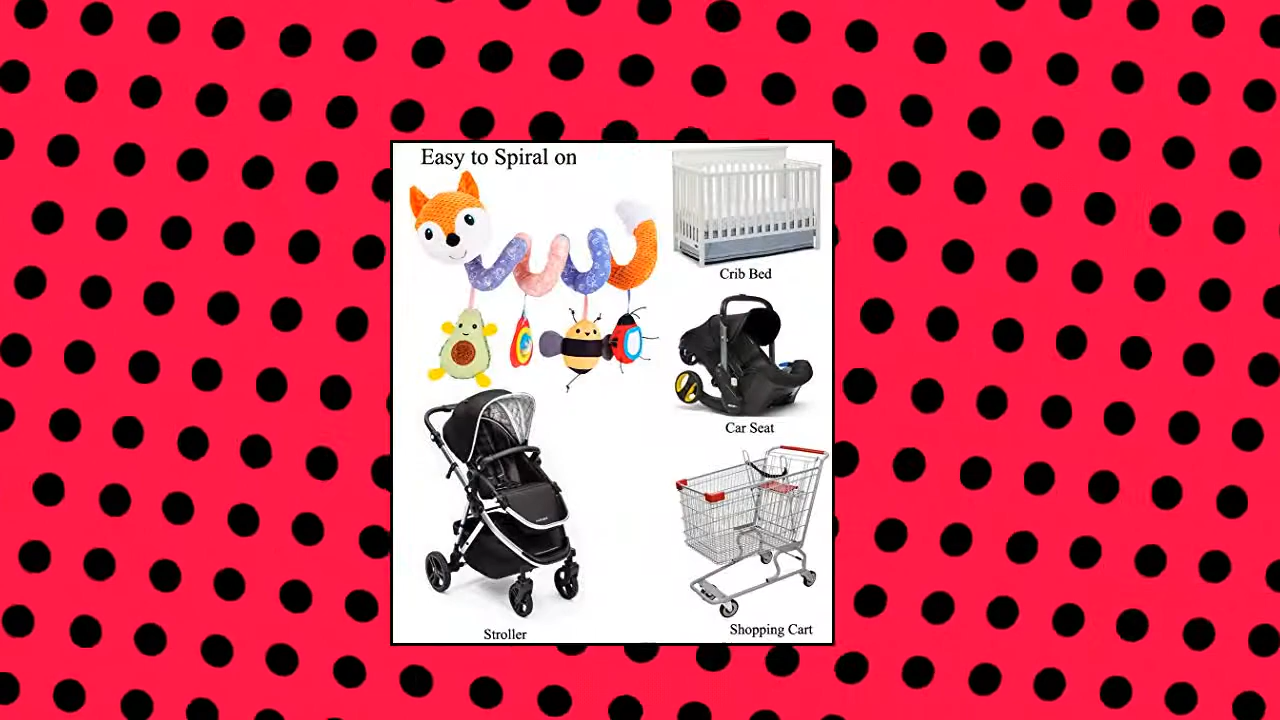 Easy to Spiral on
Crib Bed
Car Seat
Stroller
Shopping Cart